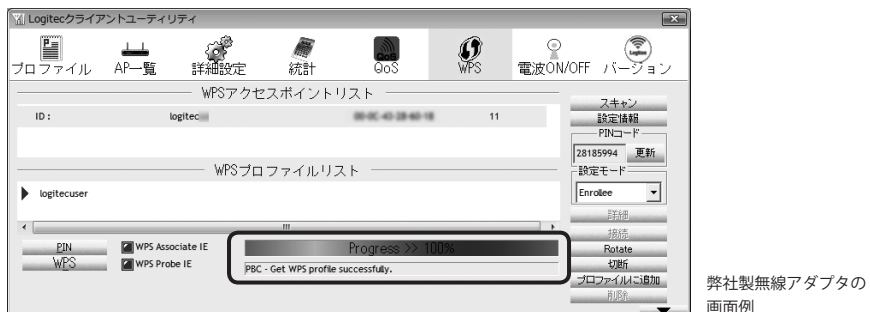 Logitecクライアントユーティリティ
プロファイル AP一覧 詳細設定 統計 QoS WPS 電波ON/OFF バージョン
WPSアクセスポイントリスト
ID : logitec 11
WPSプロファイルリスト
logitecuser
PIN
WPS
WPS Associate IE
WPS Probe IE
Progress >> 100%
PBC - Get WPS profile successfully.
スキャン
設定情報
PINコード
28185994 更新
設定モード
Enrollee
詳細
接続
Rotate
切断
プロファイルに追加
削除
弊社製無線アダプタの
画面例